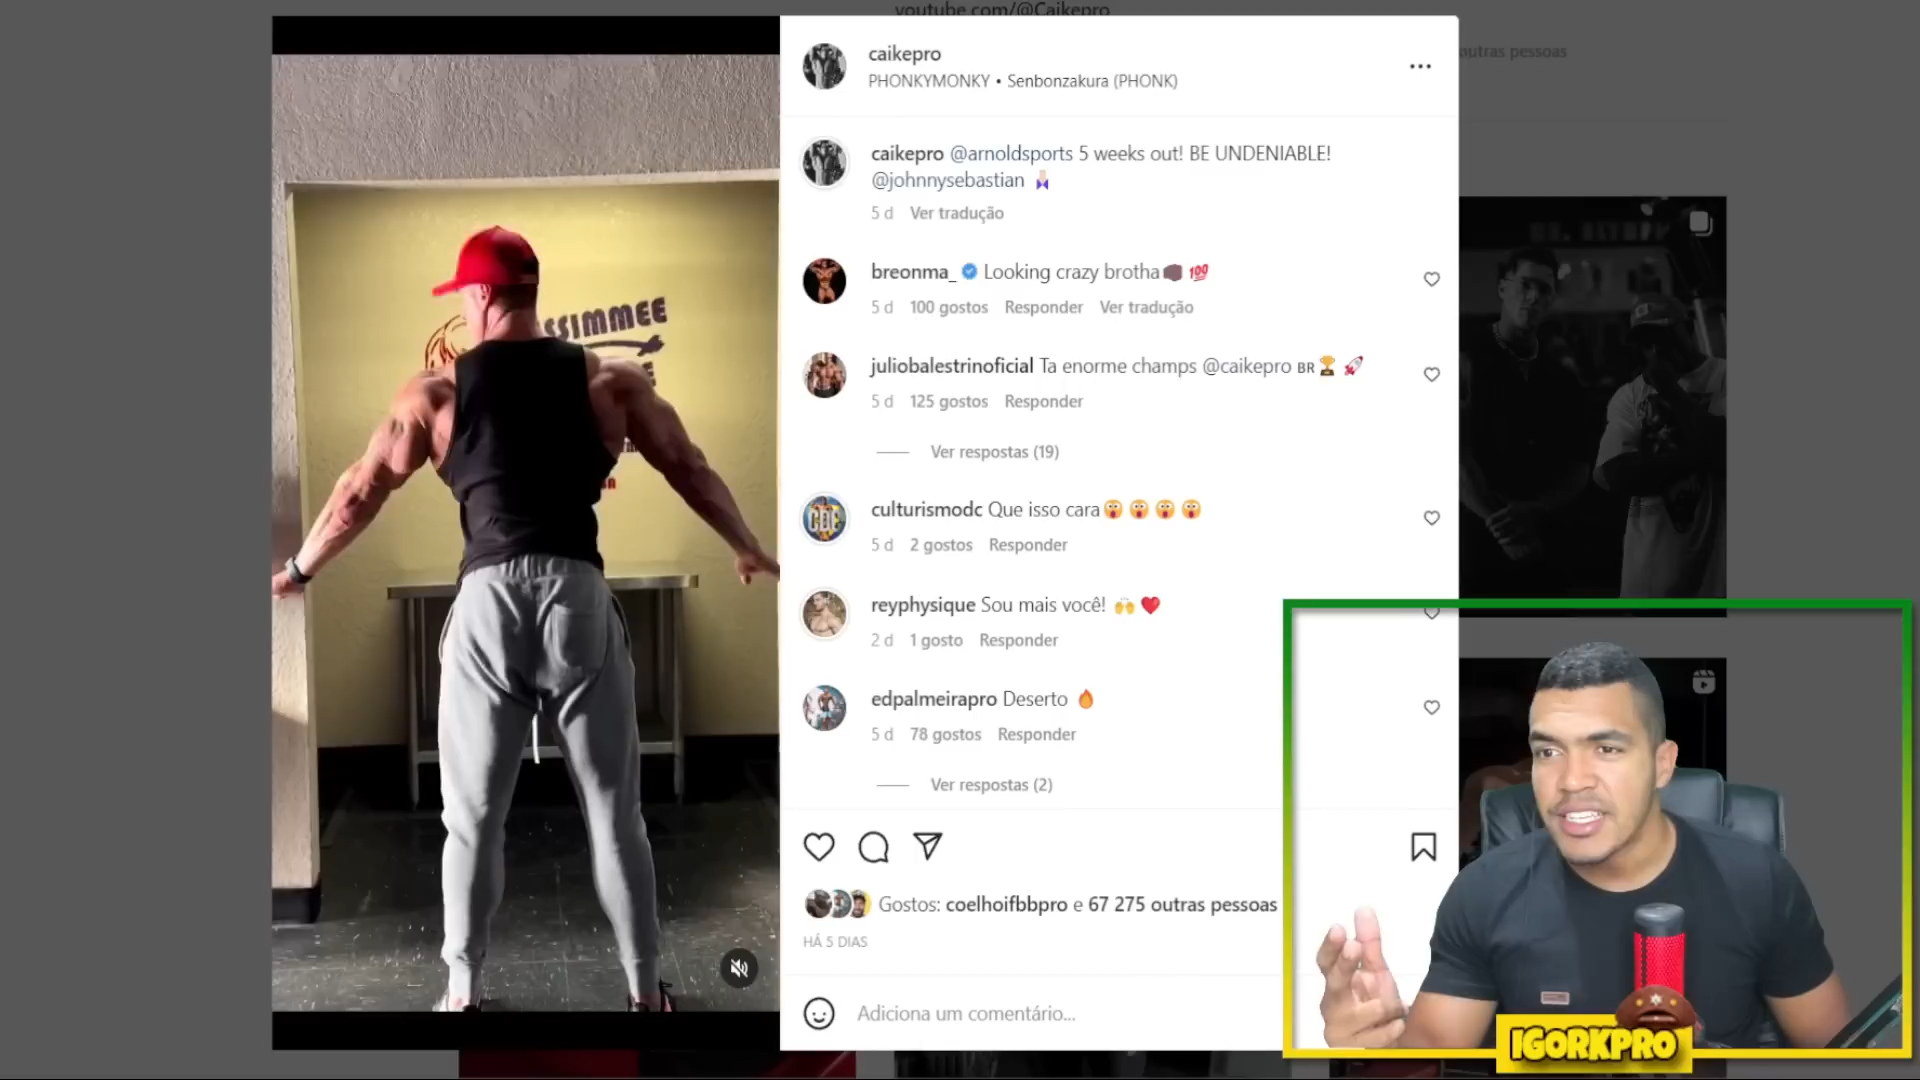 youtube.com/@Caikepro
outras pessoas
caikepro
PHONKYMONKY • Senbonzakura (PHONK)
caikepro @arnoldsports 5 weeks out! BE UNDENIABLE!
@johnnysebastian
5 d Ver tradução
breonma_ Looking crazy brotha 💯
5 d 100 gostos Responder Ver tradução
juliobalestrinoficial Ta enorme champs @caikepro BR🏆 🚀
5 d 125 gostos Responder
Ver respostas (19)
culturismodc Que isso cara😱 😱 😱 😱
5 d 2 gostos Responder
reyphysique Sou mais você! 🙌 ❤️
2 d 1 gosto Responder
edpalmeirapro Deserto 🔥
5 d 78 gostos Responder
Ver respostas (2)
Gostos: coelhoifbbpro e 67 275 outras pessoas
HÁ 5 DIAS
Adiciona um comentário...
SSIMMEE
IGORKPRO